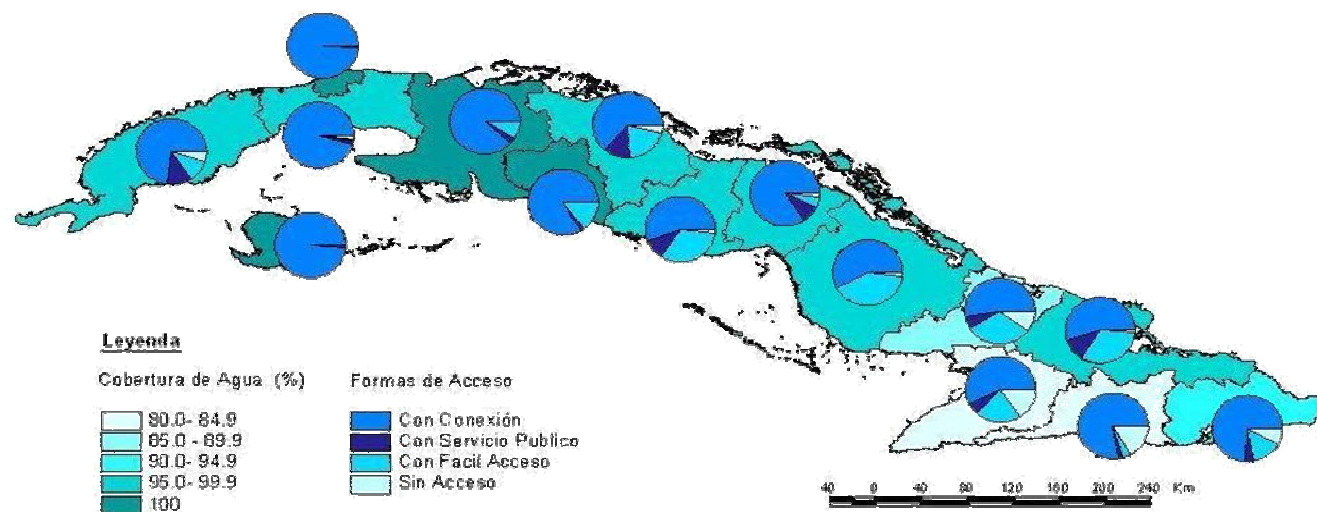 Leyenda
Cobertura de Agua (%)
80.0- 84.9
85.0 - 89.9
90.0- 94.9
95.0- 99.9
100
Formas de Acceso
Con Conexión
Con Servicio Publico
Con Facil Acceso
Sin Acceso
40 0 40 80 120 160 200 240 Km